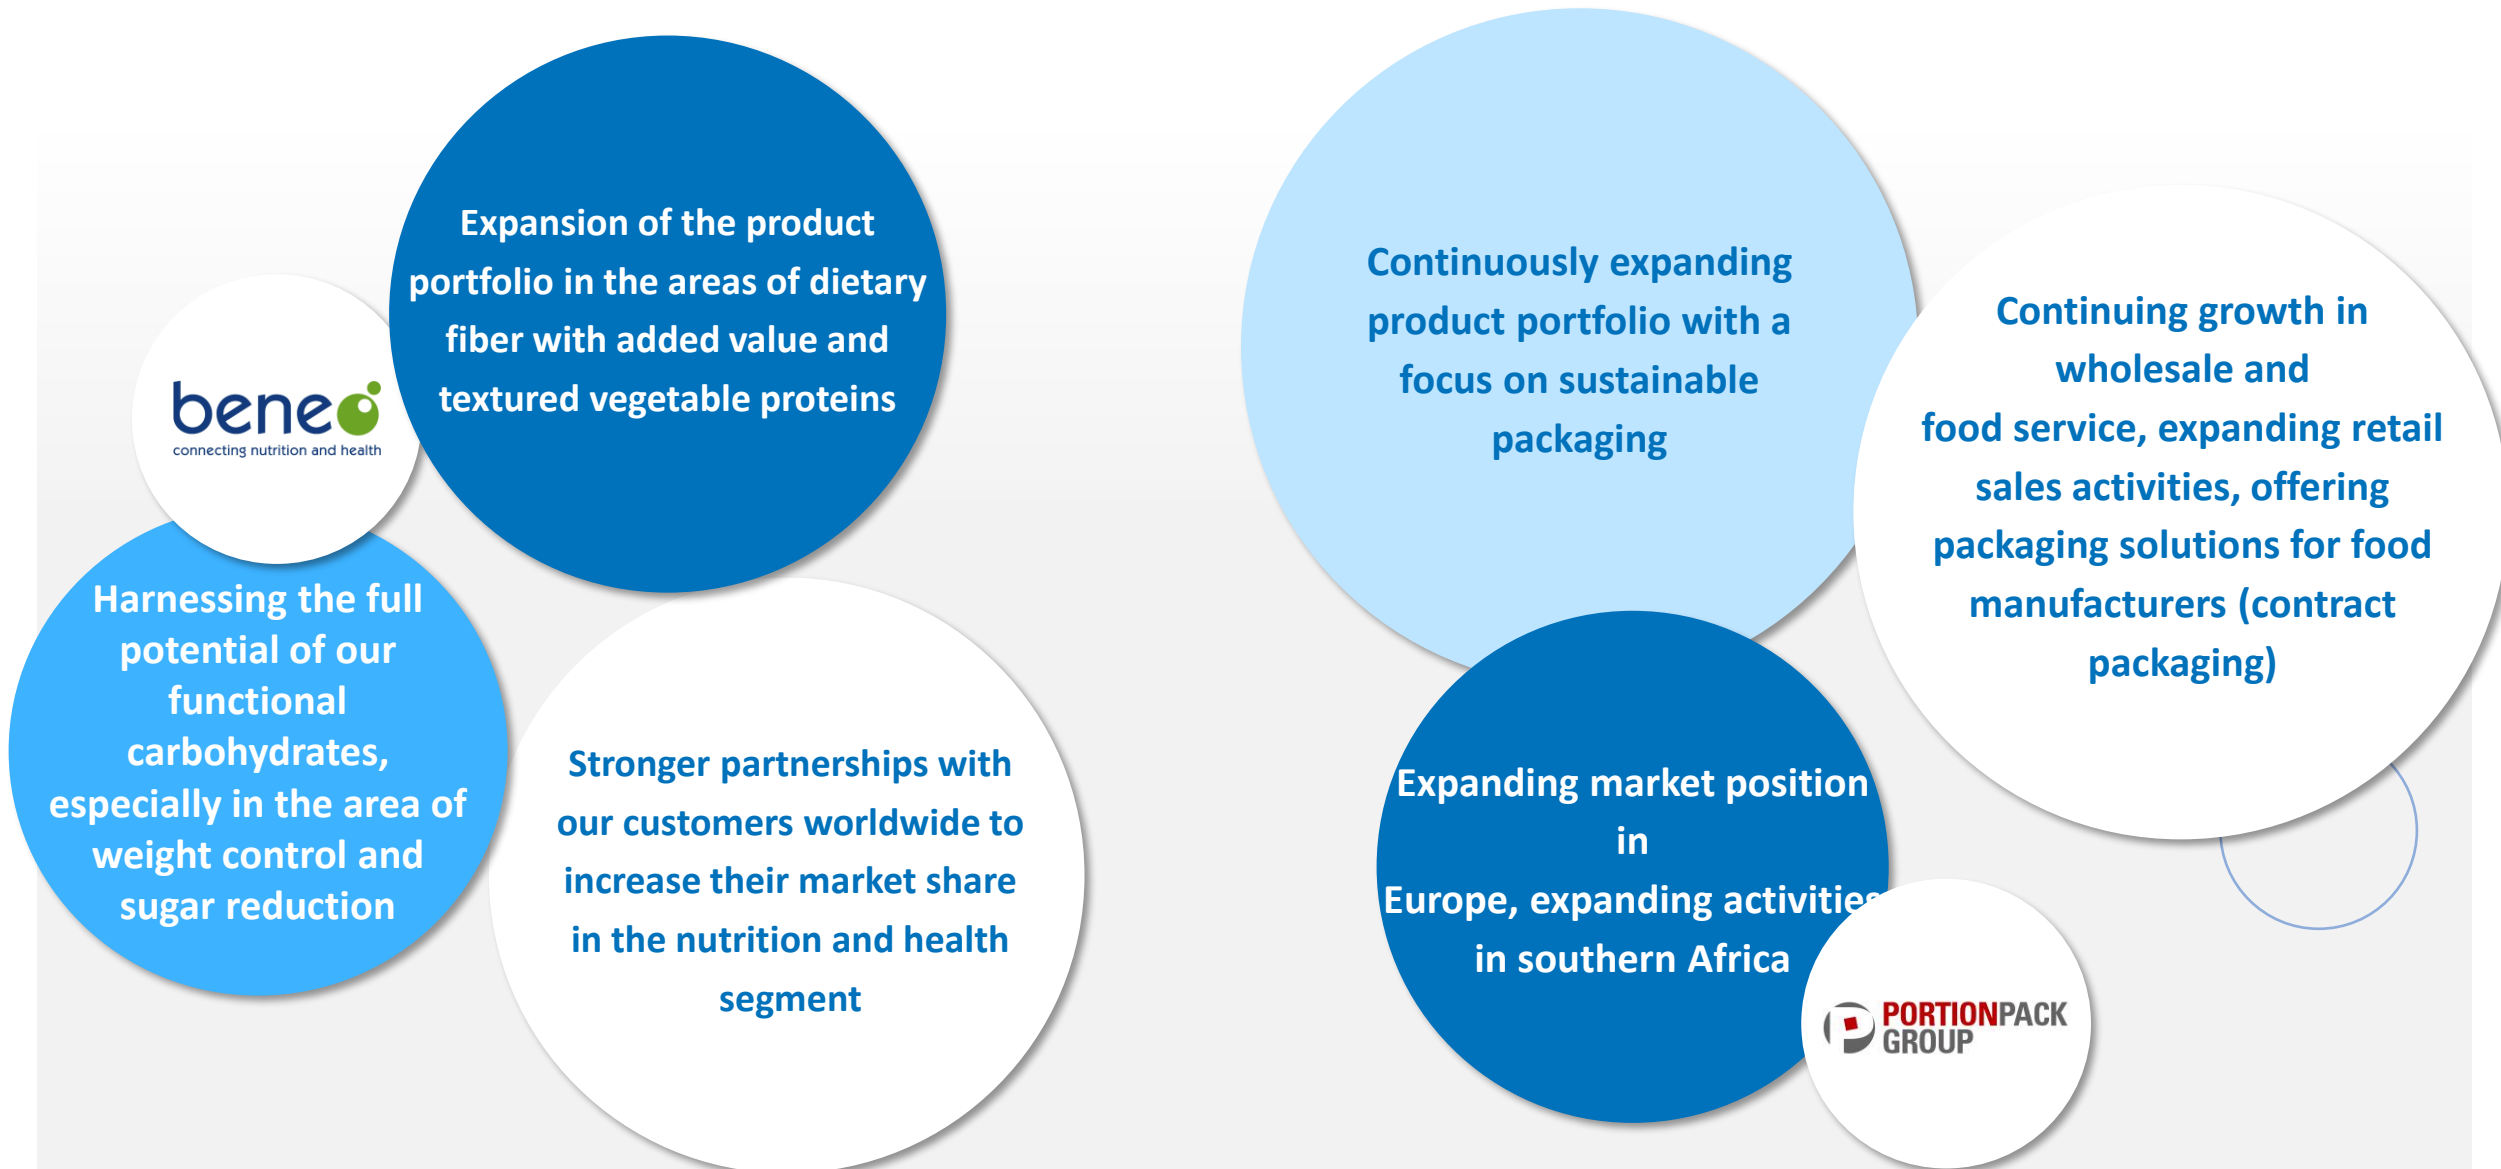 Expansion of the product
portfolio in the areas of dietary
fiber with added value and
textured vegetable proteins
beneo
connecting nutrition and health
Harnessing the full
potential of our
functional
carbohydrates,
especially in the area of
weight control and
sugar reduction
Stronger partnerships with
our customers worldwide to
increase their market share
in the nutrition and health
segment
Continuously expanding
product portfolio with a
focus on sustainable
packaging
Continuing growth in
wholesale and
food service, expanding retail
sales activities, offering
packaging solutions for food
manufacturers (contract
packaging)
Expanding market position
in
Europe, expanding activities
in southern Africa
PORTIONPACK
GROUP